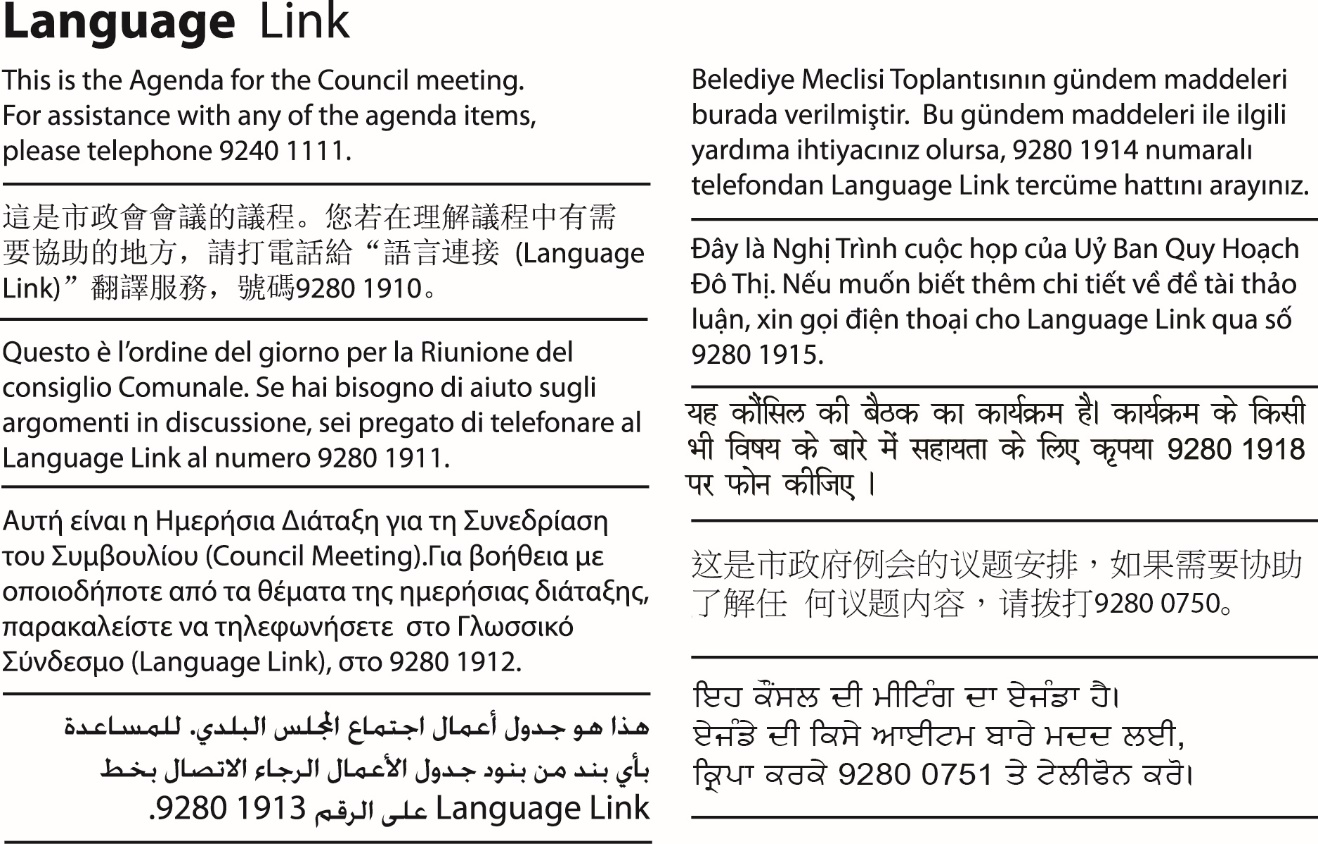 Language Link
This is the Agenda for the Council meeting.
For assistance with any of the agenda items,
please telephone 9240 1111.
這是市政會會議的議程。您若在理解議程中有需
要協助的地方，請打電話給“語言連接 (Language
Link)”翻譯服務，號碼9280 1910。
Questo è l’ordine del giorno per la Riunione del
consiglio Comunale. Se hai bisogno di aiuto sugli
argomenti in discussione, sei pregato di telefonare al
Language Link al numero 9280 1911.
Αυτή είναι η Ημερήσια Διάταξη για τη Συνεδρίαση
του Συμβουλίου (Council Meeting).Για βοήθεια με
οποιοδήποτε από τα θέματα της ημερήσιας διάταξης,
παρακαλείστε να τηλεφωνήσετε στο Γλωσσικό
Σύνδεσμο (Language Link), στο 9280 1912.
هذا هو جدول أعمال اجتماع المجلس البلدي. للمساعدة
بأي بند من بنود جدول الأعمال الرجاء الاتصال بخط
Language Link على الرقم 1913 9280.
Belediye Meclisi Toplantısının gündem maddeleri
burada verilmiştir. Bu gündem maddeleri ile ilgili
yardıma ihtiyacınız olursa, 9280 1914 numaralı
telefondan Language Link tercüme hattını arayınız.
Đây là Nghị Trình cuộc họp của Uỷ Ban Quy Hoạch
Đô Thị. Nếu muốn biết thêm chi tiết về đề tài thảo
luận, xin gọi điện thoại cho Language Link qua số
9280 1915.
यह कौंसिल की बैठक का कार्यक्रम है। कार्यक्रम के किसी
भी विषय के बारे में सहायता के लिए कृपया 9280 1918
पर फोन कीजिए ।
这是市政府例会的议题安排，如果需要协助
了解任 何议题内容，请拨打9280 0750。
ਇਹ ਕੌਂਸਲ ਦੀ ਮੀਟਿੰਗ ਦਾ ਏਜੰਡਾ ਹੈ।
ਏਜੰਡੇ ਦੀ ਕਿਸੇ ਆਈਟਮ ਬਾਰੇ ਮਦਦ ਲਈ,
ਕ੍ਰਿਪਾ ਕਰਕੇ 9280 0751 ਤੇ ਟੇਲੀਫੋਨ ਕਰੋ।